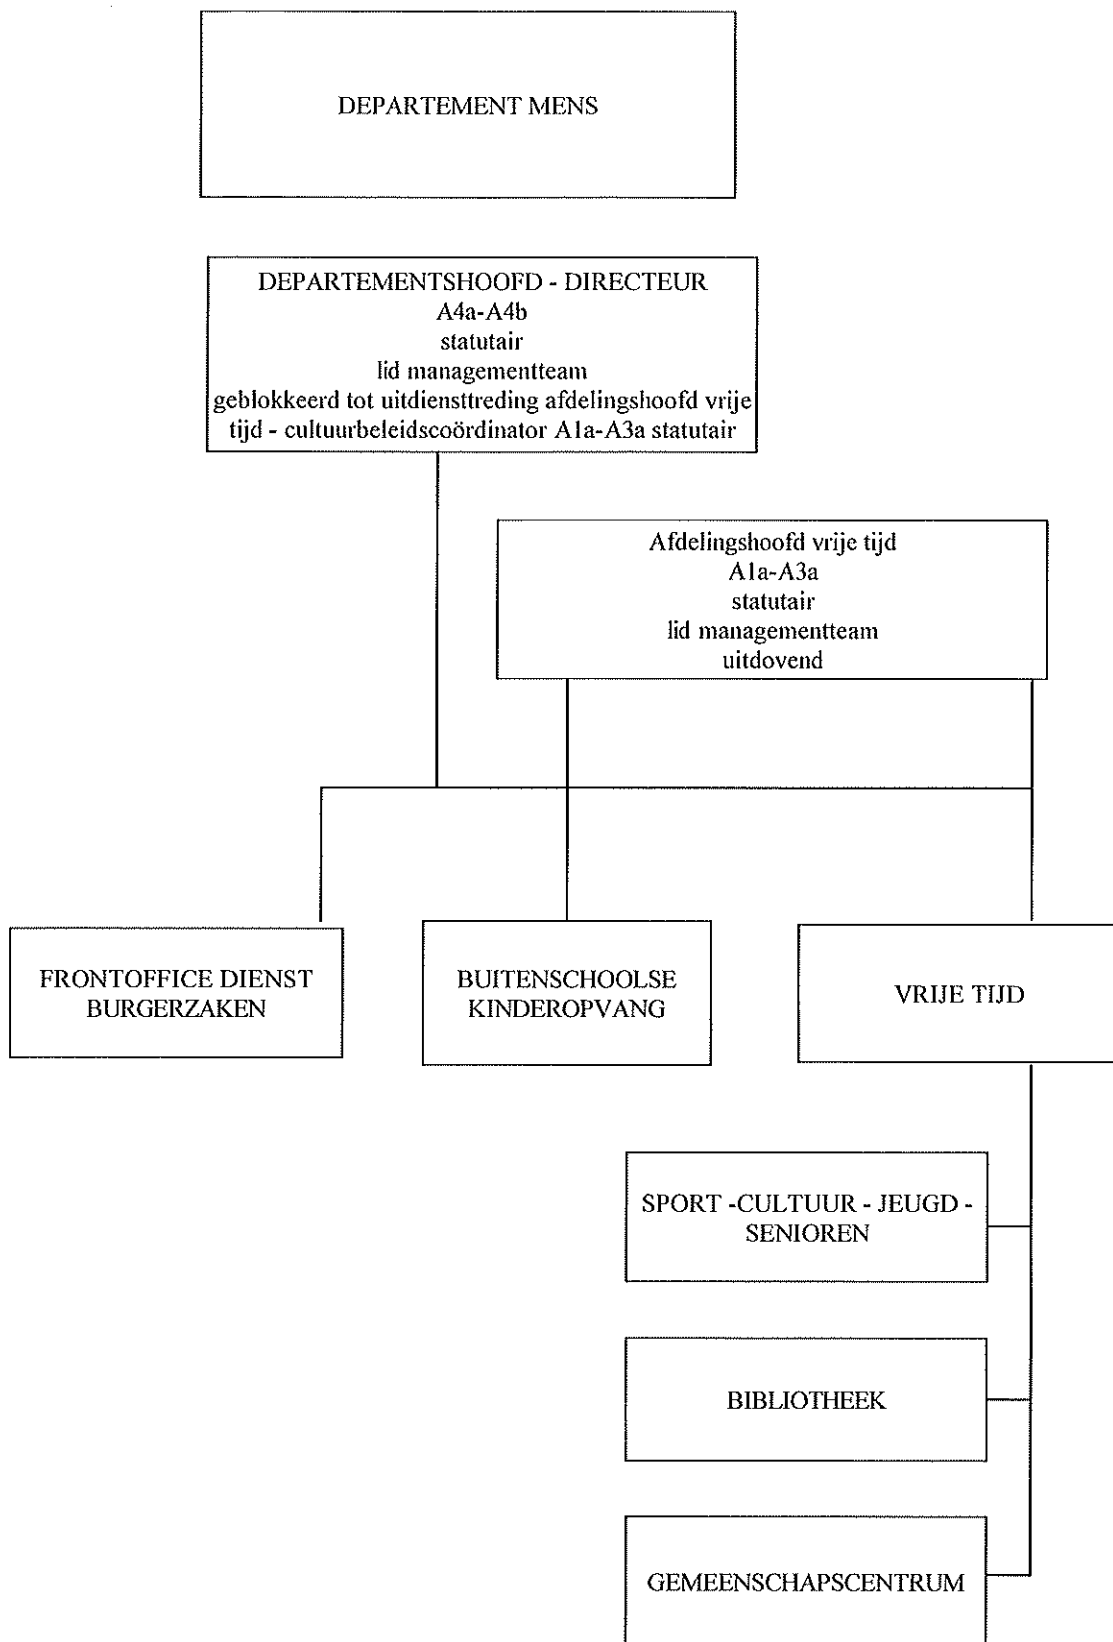 DEPARTEMENT MENS
DEPARTEMENTSHOOFD - DIRECTEUR
A4a-A4b
statutair
lid managementteam
geblokkeerd tot uitdiensttreding afdelingshoofd vrije
tijd - cultuurbeleidscoördinator A1a-A3a statutair
Afdelingshoofd vrije tijd
A1a-A3a
statutair
lid managementteam
uitdovend
FRONTOFFICE DIENST
BURGERZAKEN
BUITENSCHOOLSE
KINDEROPVANG
VRIJE TIJD
SPORT -CULTUUR - JEUGD -
SENIOREN
BIBLIOTHEEK
GEMEENSCHAPSCENTRUM